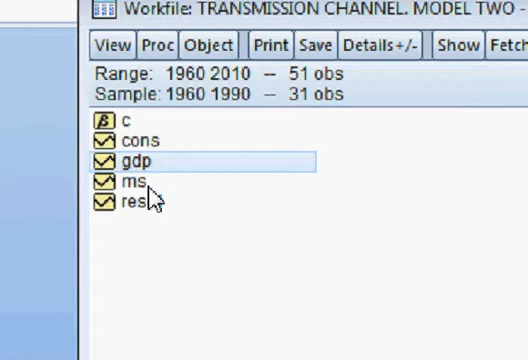 Workfile: TRANSMISSION CHANNEL. MODEL TWO -
View Proc Object Print Save Details+/- Show Fetch
Range: 1960 2010 -- 51 obs
Sample: 1960 1990 -- 31 obs
β c
cons
gdp
ms